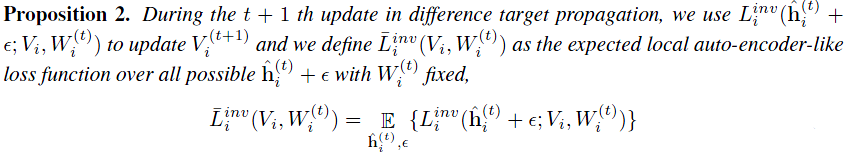 Proposition 2. During the t + 1 th update in difference target propagation, we use $L_i^{inv}(\hat{\mathrm{h}}_i^{(t)} +$
$\epsilon; V_i, W_i^{(t)})$ to update $V_i^{(t+1)}$ and we define $\bar{L}_i^{inv}(V_i, W_i^{(t)})$ as the expected local auto-encoder-like
loss function over all possible $\hat{\mathrm{h}}_i^{(t)} + \epsilon$ with $W_i^{(t)}$ fixed,
$\bar{L}_i^{inv}(V_i, W_i^{(t)}) = \underset{\hat{\mathrm{h}}_i^{(t)}, \epsilon}{\mathbb{E}} \{L_i^{inv}(\hat{\mathrm{h}}_i^{(t)} + \epsilon; V_i, W_i^{(t)})\}$